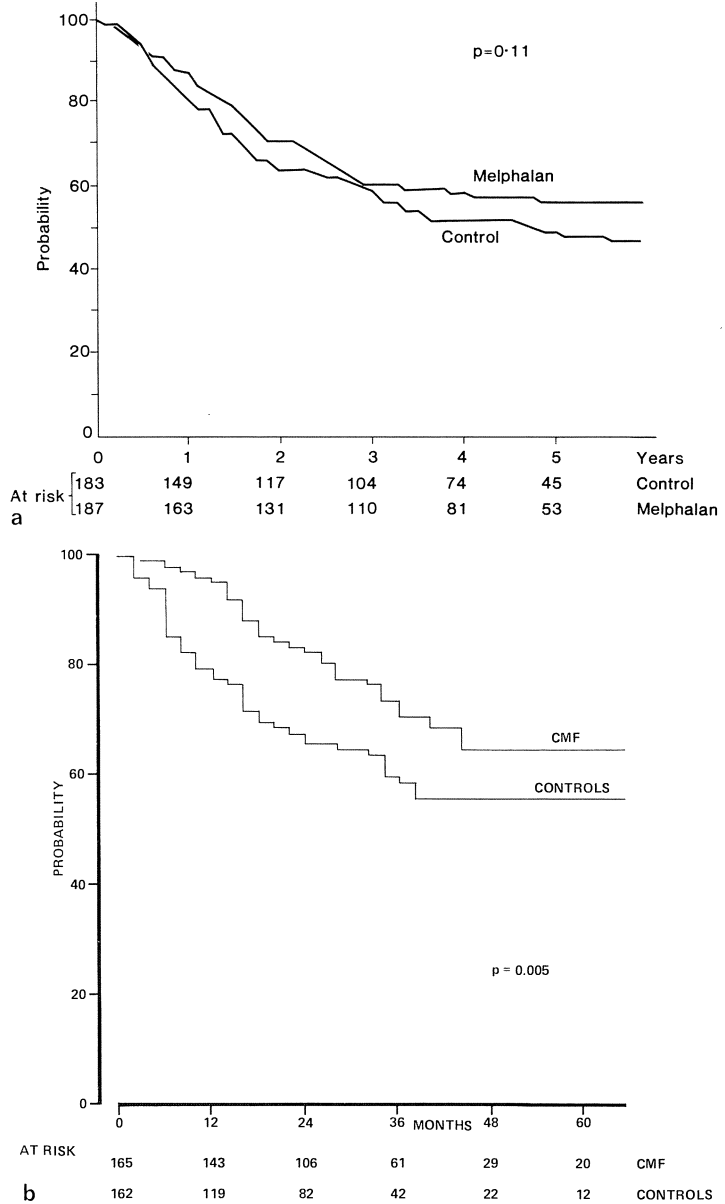 100
p=0·11
80
Probability
60
Melphalan
Control
40
20
0
0 1 2 3 4 5 Years
At risk
183 149 117 104 74 45 Control
187 163 131 110 81 53 Melphalan
a
100
80
CMF
CONTROLS
60
PROBABILITY
40
p = 0.005
20
0
0 12 24 36 MONTHS 48 60
AT RISK
165 143 106 61 29 20 CMF
162 119 82 42 22 12 CONTROLS
b